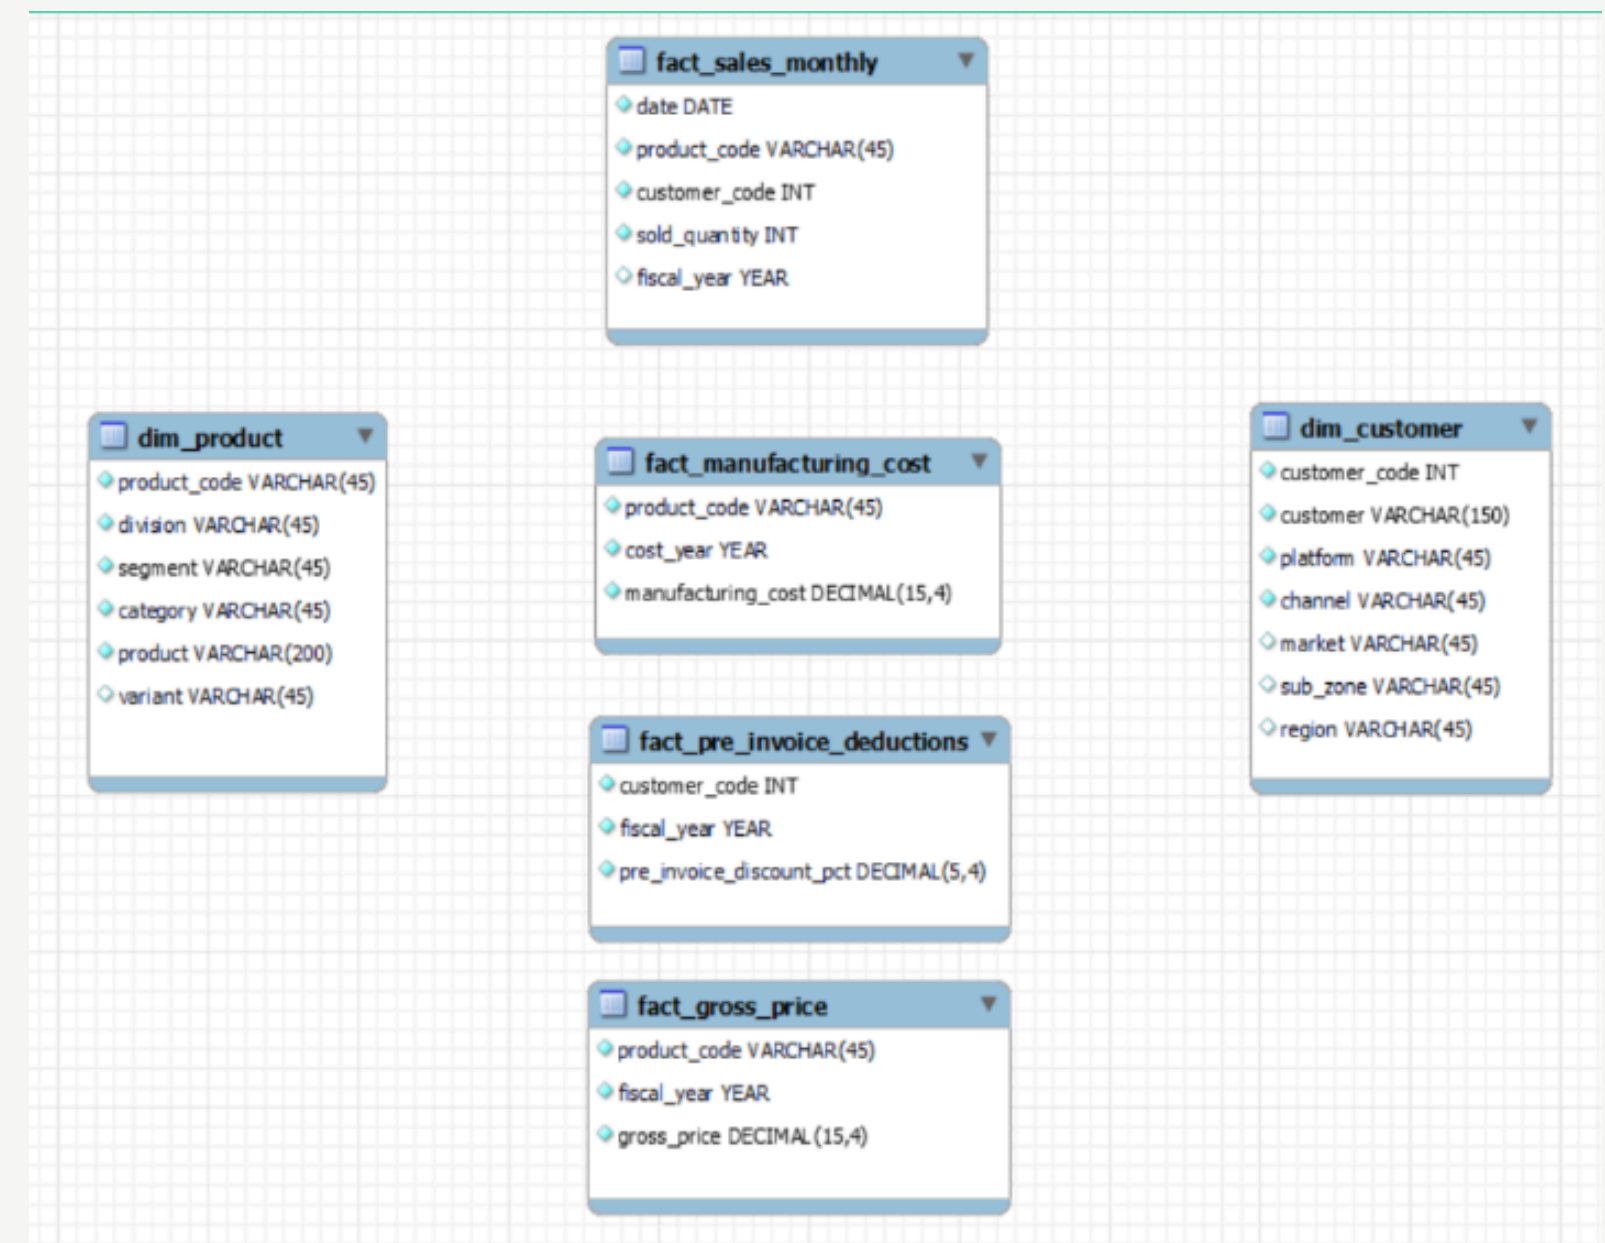 fact_sales_monthly
date DATE
product_code VARCHAR(45)
customer_code INT
sold_quantity INT
fiscal_year YEAR
dim_product
product_code VARCHAR(45)
division VARCHAR(45)
segment VARCHAR(45)
category VARCHAR(45)
product VARCHAR(200)
variant VARCHAR(45)
fact_manufacturing_cost
product_code VARCHAR(45)
cost_year YEAR
manufacturing_cost DECIMAL(15,4)
fact_pre_invoice_deductions
customer_code INT
fiscal_year YEAR
pre_invoice_discount_pct DECIMAL(5,4)
fact_gross_price
product_code VARCHAR(45)
fiscal_year YEAR
gross_price DECIMAL(15,4)
dim_customer
customer_code INT
customer VARCHAR(150)
platform VARCHAR(45)
channel VARCHAR(45)
market VARCHAR(45)
sub_zone VARCHAR(45)
region VARCHAR(45)